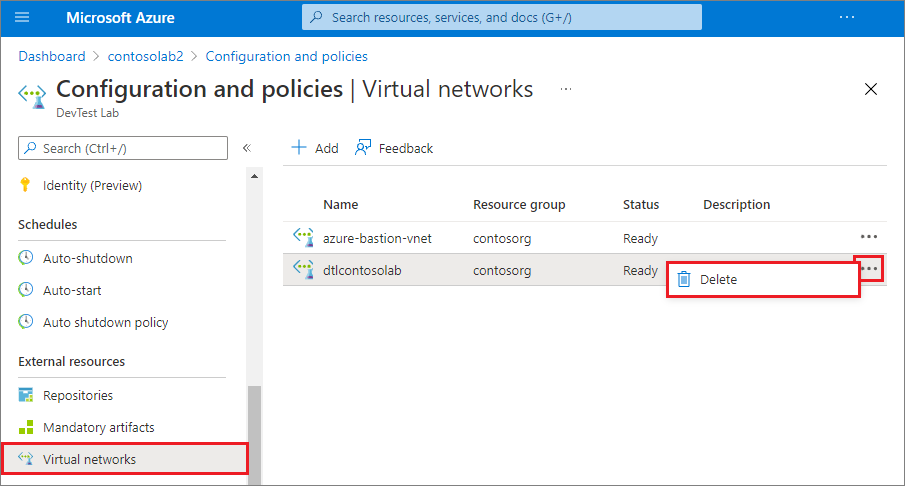 Microsoft Azure
Search resources, services, and docs (G+/)
...
Dashboard > contosolab2 > Configuration and policies
Configuration and policies | Virtual networks ...
DevTest Lab
Search (Ctrl+/) «
Add Feedback
Identity (Preview)
Schedules
Auto-shutdown
Auto-start
Auto shutdown policy
External resources
Repositories
Mandatory artifacts
Virtual networks
Name Resource group Status Description
azure-bastion-vnet contosorg Ready ...
dtlcontosolab contosorg Ready ...
Delete